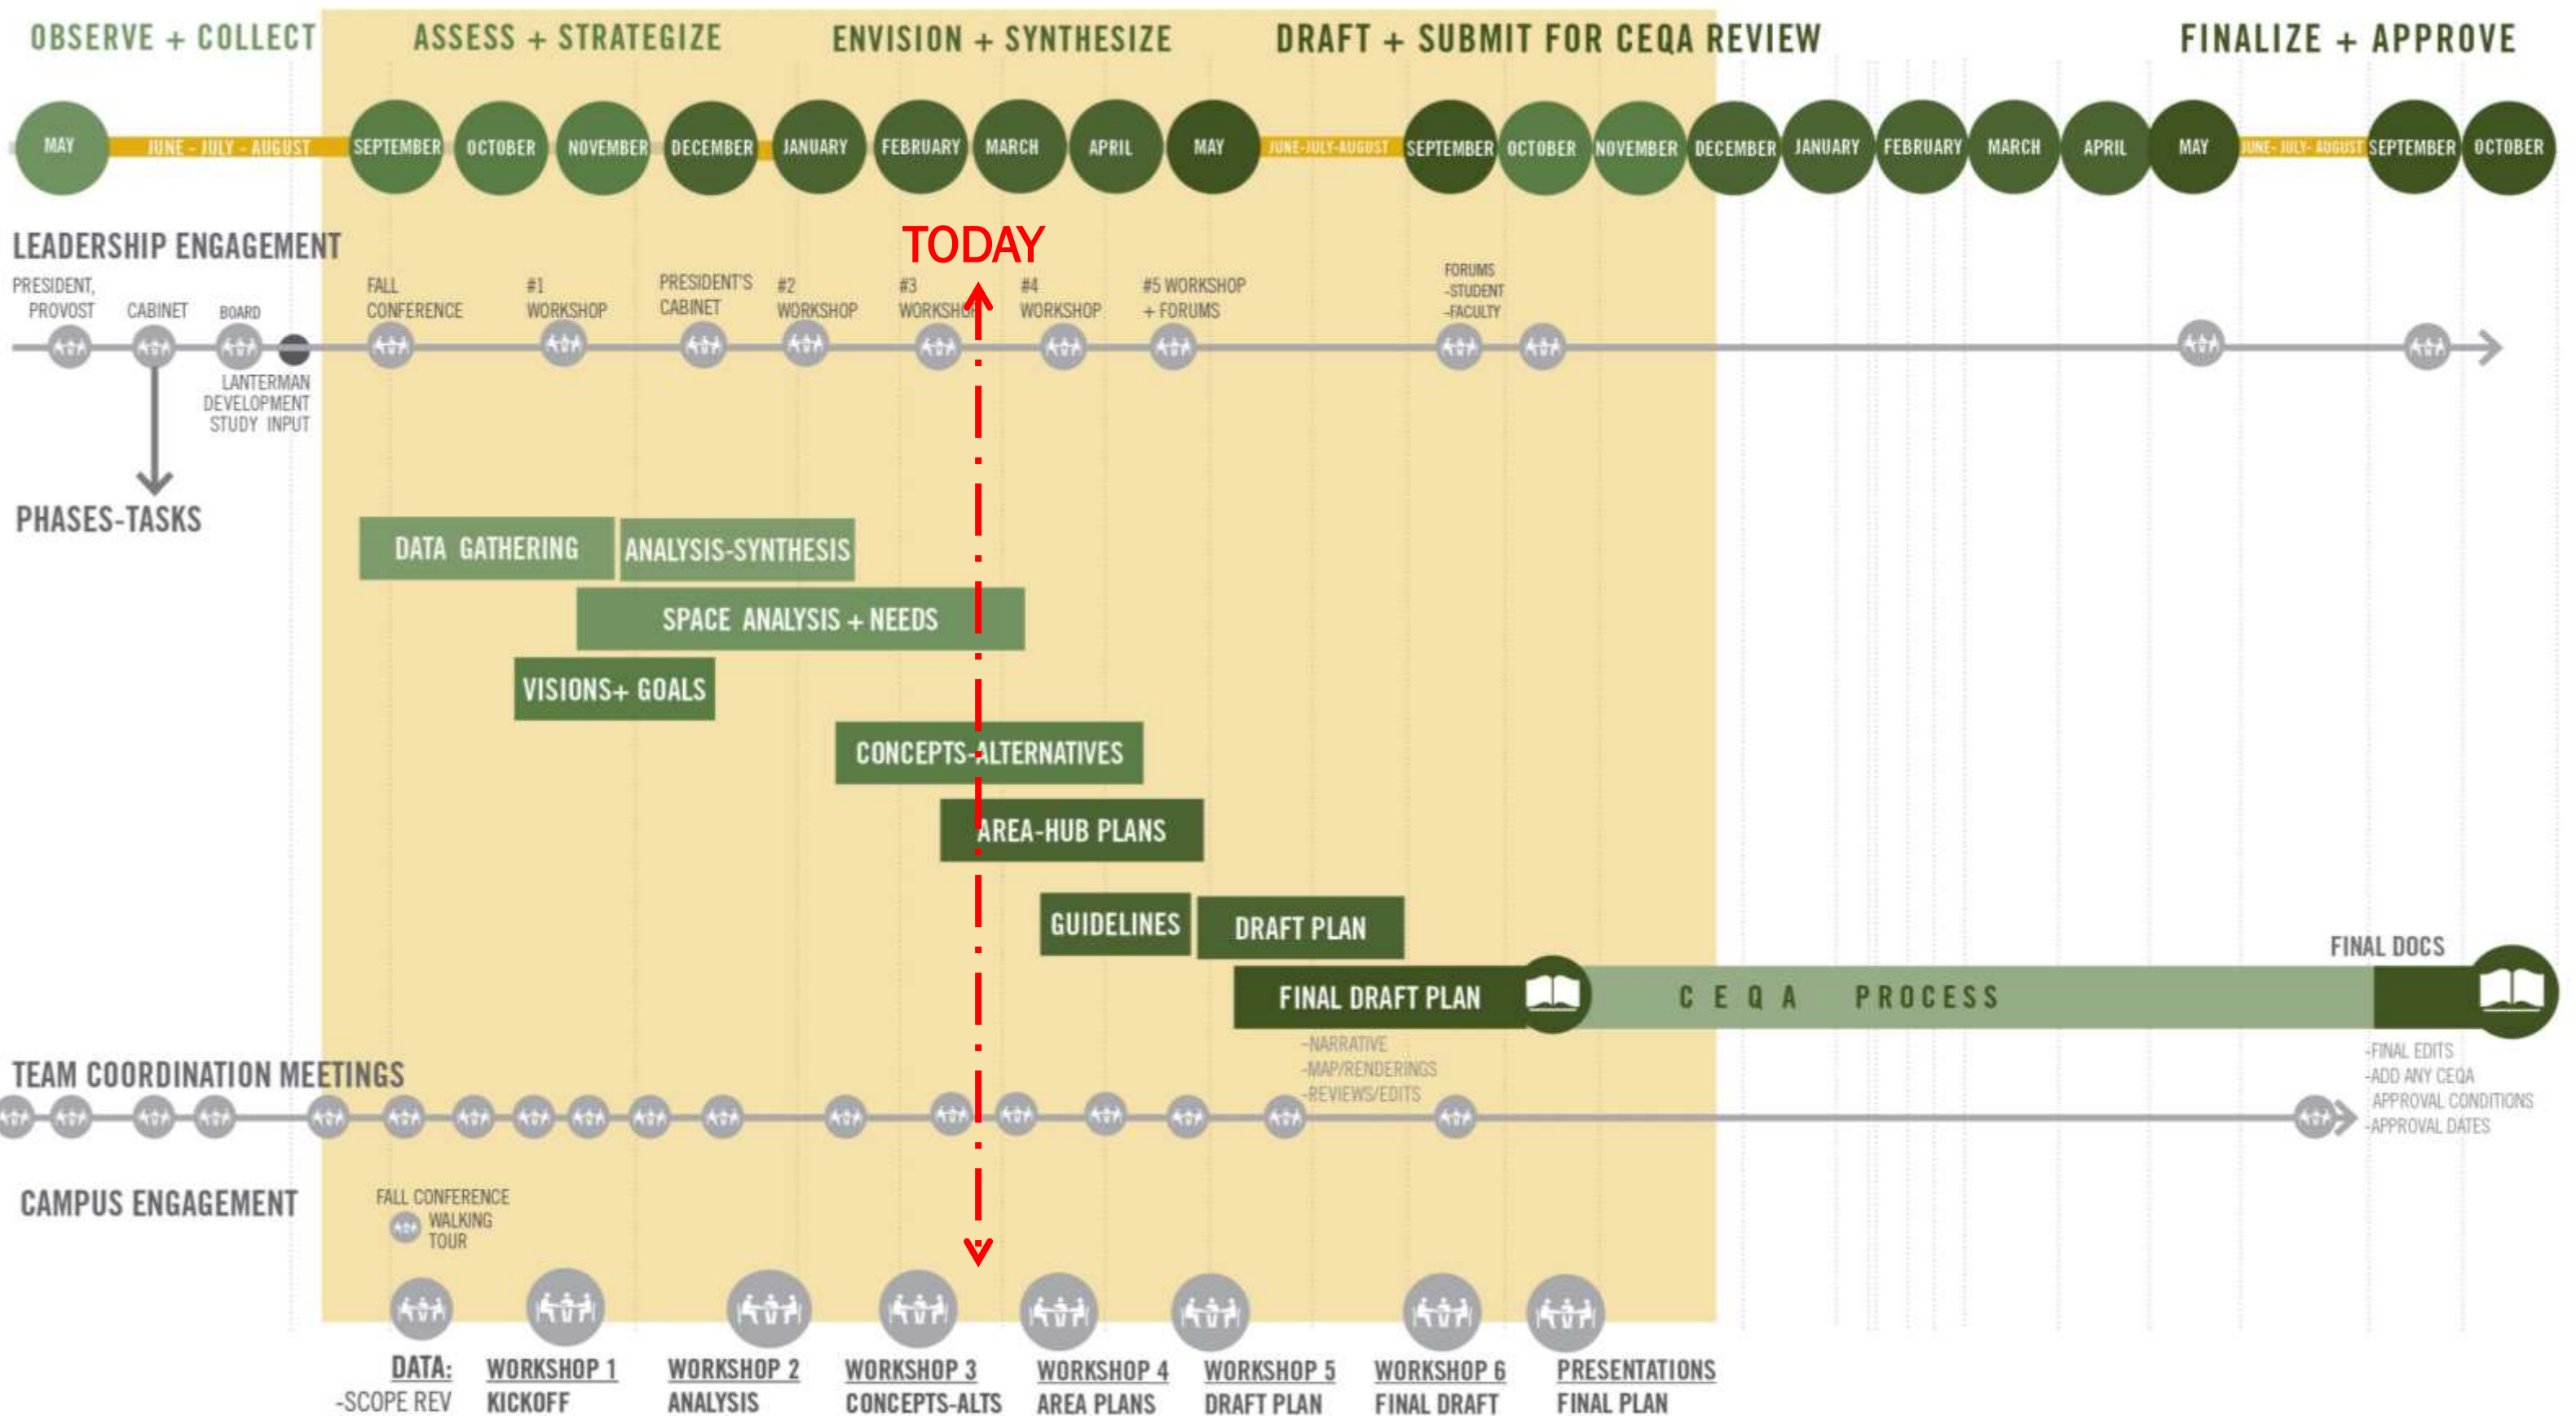 OBSERVE + COLLECT
ASSESS + STRATEGIZE
ENVISION + SYNTHESIZE
DRAFT + SUBMIT FOR CEQA REVIEW
FINALIZE + APPROVE
MAY
JUNE - JULY - AUGUST
SEPTEMBER
OCTOBER
NOVEMBER
DECEMBER
JANUARY
FEBRUARY
MARCH
APRIL
MAY
JUNE-JULY-AUGUST
SEPTEMBER
OCTOBER
NOVEMBER
DECEMBER
JANUARY
FEBRUARY
MARCH
APRIL
MAY
JUNE- JULY- AUGUST
SEPTEMBER
OCTOBER
TODAY
LEADERSHIP ENGAGEMENT
PRESIDENT,
PROVOST
CABINET
BOARD
LANTERMAN
DEVELOPMENT
STUDY INPUT
FALL
CONFERENCE
#1
WORKSHOP
PRESIDENT'S
CABINET
#2
WORKSHOP
#3
WORKSHOP
#4
WORKSHOP
#5 WORKSHOP
+ FORUMS
FORUMS
-STUDENT
-FACULTY
PHASES-TASKS
DATA GATHERING
ANALYSIS-SYNTHESIS
SPACE ANALYSIS + NEEDS
VISIONS+ GOALS
CONCEPTS-ALTERNATIVES
AREA-HUB PLANS
GUIDELINES
DRAFT PLAN
FINAL DRAFT PLAN
CEQA PROCESS
FINAL DOCS
-NARRATIVE
-MAP/RENDERINGS
-REVIEWS/EDITS
-FINAL EDITS
-ADD ANY CEQA
APPROVAL CONDITIONS
-APPROVAL DATES
TEAM COORDINATION MEETINGS
CAMPUS ENGAGEMENT
FALL CONFERENCE
WALKING
TOUR
DATA:
-SCOPE REV
WORKSHOP 1
KICKOFF
WORKSHOP 2
ANALYSIS
WORKSHOP 3
CONCEPTS-ALTS
WORKSHOP 4
AREA PLANS
WORKSHOP 5
DRAFT PLAN
WORKSHOP 6
FINAL DRAFT
PRESENTATIONS
FINAL PLAN